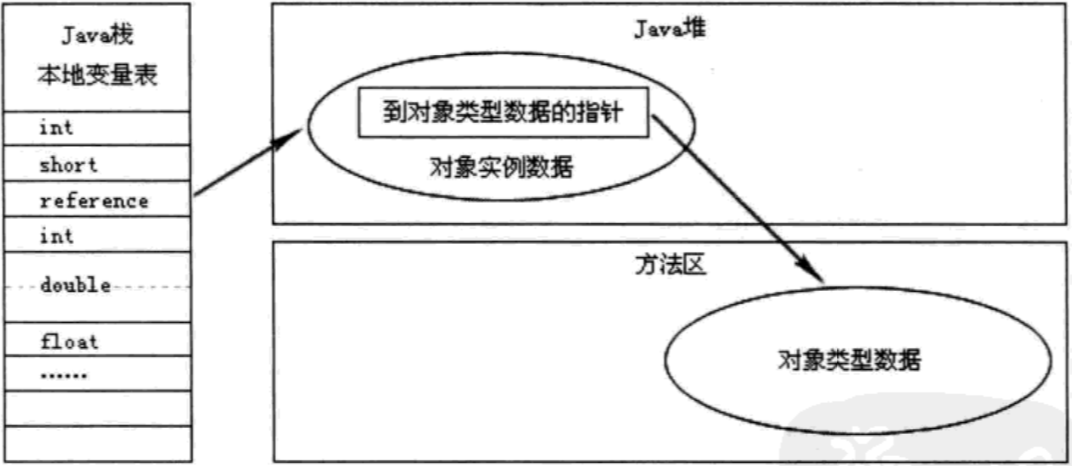 Java栈
本地变量表
int
short
reference
int
double
float
……
Java堆
到对象类型数据的指针
对象实例数据
方法区
对象类型数据